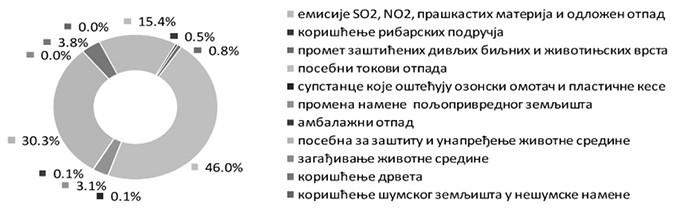 15.4%
0.5%
0.8%
3.8%
0.0%
0.0%
30.3%
46.0%
0.1%
3.1%
0.1%
емисије SO2, NO2, прашкастих материја и одложен отпад
коришћење рибарских подручја
промет заштићених дивљих биљних и животињских врста
посебни токови отпада
супстанце које оштећују озонски омотач и пластичне кесе
промена намене пољопривредног земљишта
амбалажни отпад
посебна за заштиту и унапређење животне средине
загађивање животне средине
коришћење дрвета
коришћење шумског земљишта у нешумске намене